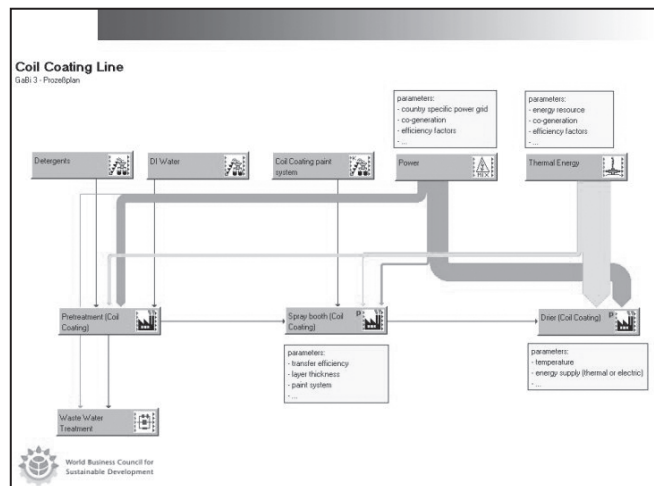 Coil Coating Line
GaBi 3 - Prozeßplan
parameters:
- country specific power grid
- co-generation
- efficiency factors
- ...
parameters:
- energy resource
- co-generation
- efficiency factors
- ...
Detergents
DI Water
Coil Coating paint
system
Power
Thermal Energy
Pretreatment (Coil
Coating)
Spray booth (Coil
Coating)
P
Drier (Coil Coating)
P
parameters:
- transfer efficiency
- layer thickness
- paint system
- ...
parameters:
- temperature
- energy supply (thermal or electric)
- ...
Waste Water
Treatment
World Business Council for
Sustainable Development